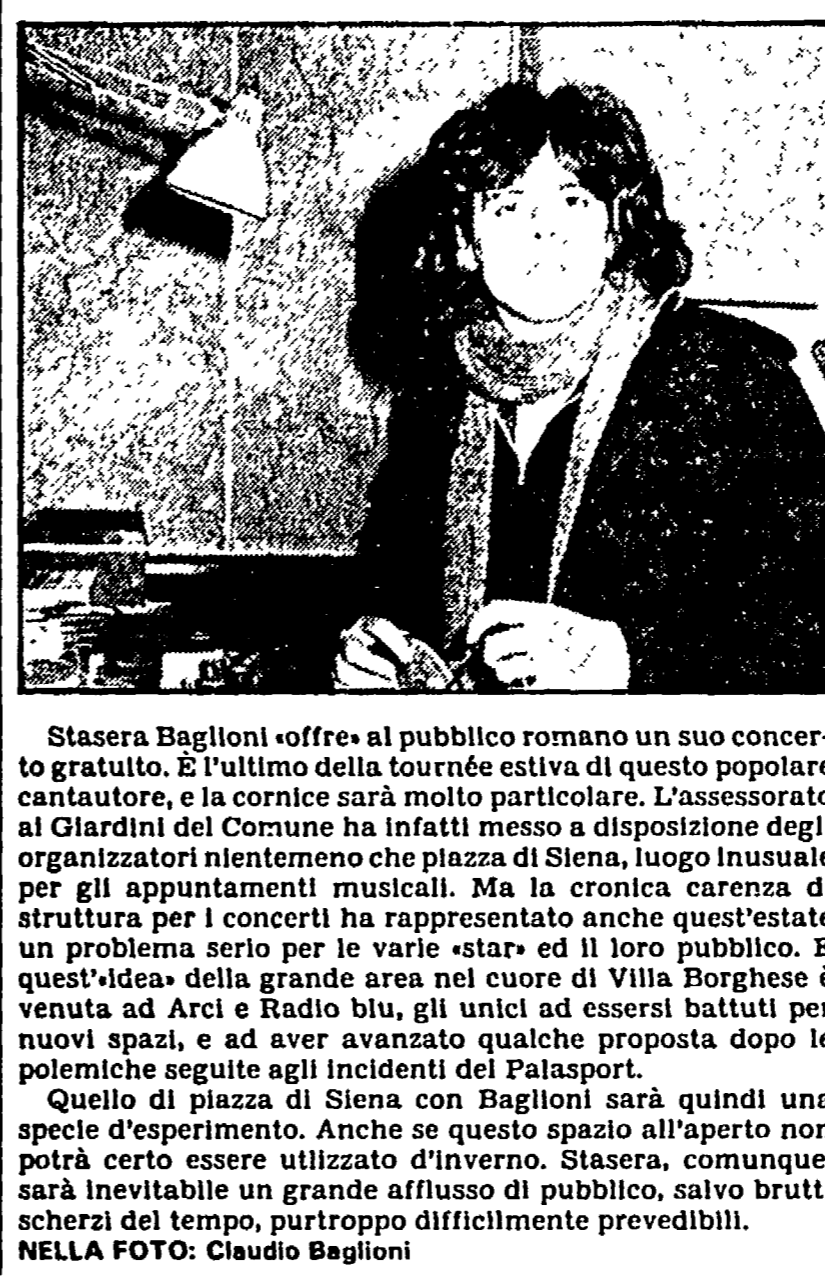 Stasera Baglioni «offre» al pubblico romano un suo concer-
to gratuito. È l'ultimo della tournée estiva di questo popolare
cantautore, e la cornice sarà molto particolare. L'assessorato
ai Giardini del Comune ha infatti messo a disposizione degli
organizzatori nientemeno che piazza di Siena, luogo inusuale
per gli appuntamenti musicali. Ma la cronica carenza di
struttura per i concerti ha rappresentato anche quest'estate
un problema serio per le varie «star» ed il loro pubblico. E
quest'«idea» della grande area nel cuore di Villa Borghese è
venuta ad Arci e Radio blu, gli unici ad essersi battuti per
nuovi spazi, e ad aver avanzato qualche proposta dopo le
polemiche seguite agli incidenti del Palasport.
Quello di piazza di Siena con Baglioni sarà quindi una
specie d'esperimento. Anche se questo spazio all'aperto non
potrà certo essere utilizzato d'inverno. Stasera, comunque,
sarà inevitabile un grande afflusso di pubblico, salvo brutti
scherzi del tempo, purtroppo difficilmente prevedibili.
NELLA FOTO: Claudio Baglioni